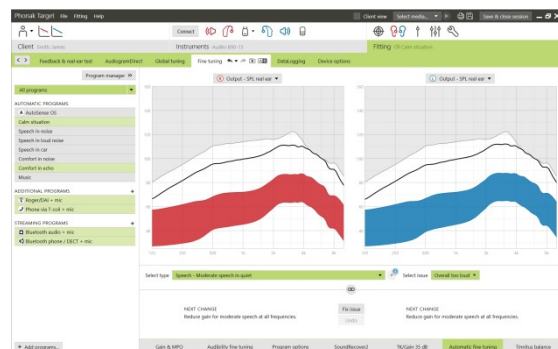 Phonak Target File Fitting Help
Client view Select media... Save & close session
Connect
Client Smith, James
Instruments Audéo B90-13
Fitting
Calm situation
Feedback & real ear test AudiogramDirect Global tuning Fine tuning DataLogging Device options
Program manager
All programs
AUTOMATIC PROGRAMS
AutoSense OS
Calm situation
Speech in noise
Speech in loud noise
Speech in car
Comfort in noise
Comfort in echo
Music
ADDITIONAL PROGRAMS +
Roger/DAI + mic
Phone via T-coil + mic
STREAMING PROGRAMS +
Bluetooth audio + mic
Bluetooth phone / DECT + mic
+ Add programs...
R Output - SPL real ear
L Output - SPL real ear
Select type Speech - Moderate speech in quiet
Select issue Overall too loud
NEXT CHANGE
Reduce gain for moderate speech at all frequencies.
Fix issue
Undo
NEXT CHANGE
Reduce gain for moderate speech at all frequencies.
Gain & MPO Audibility fine tuning Program options SoundRecover2 TK/Gain 35 dB Automatic fine tuning Tinnitus balance